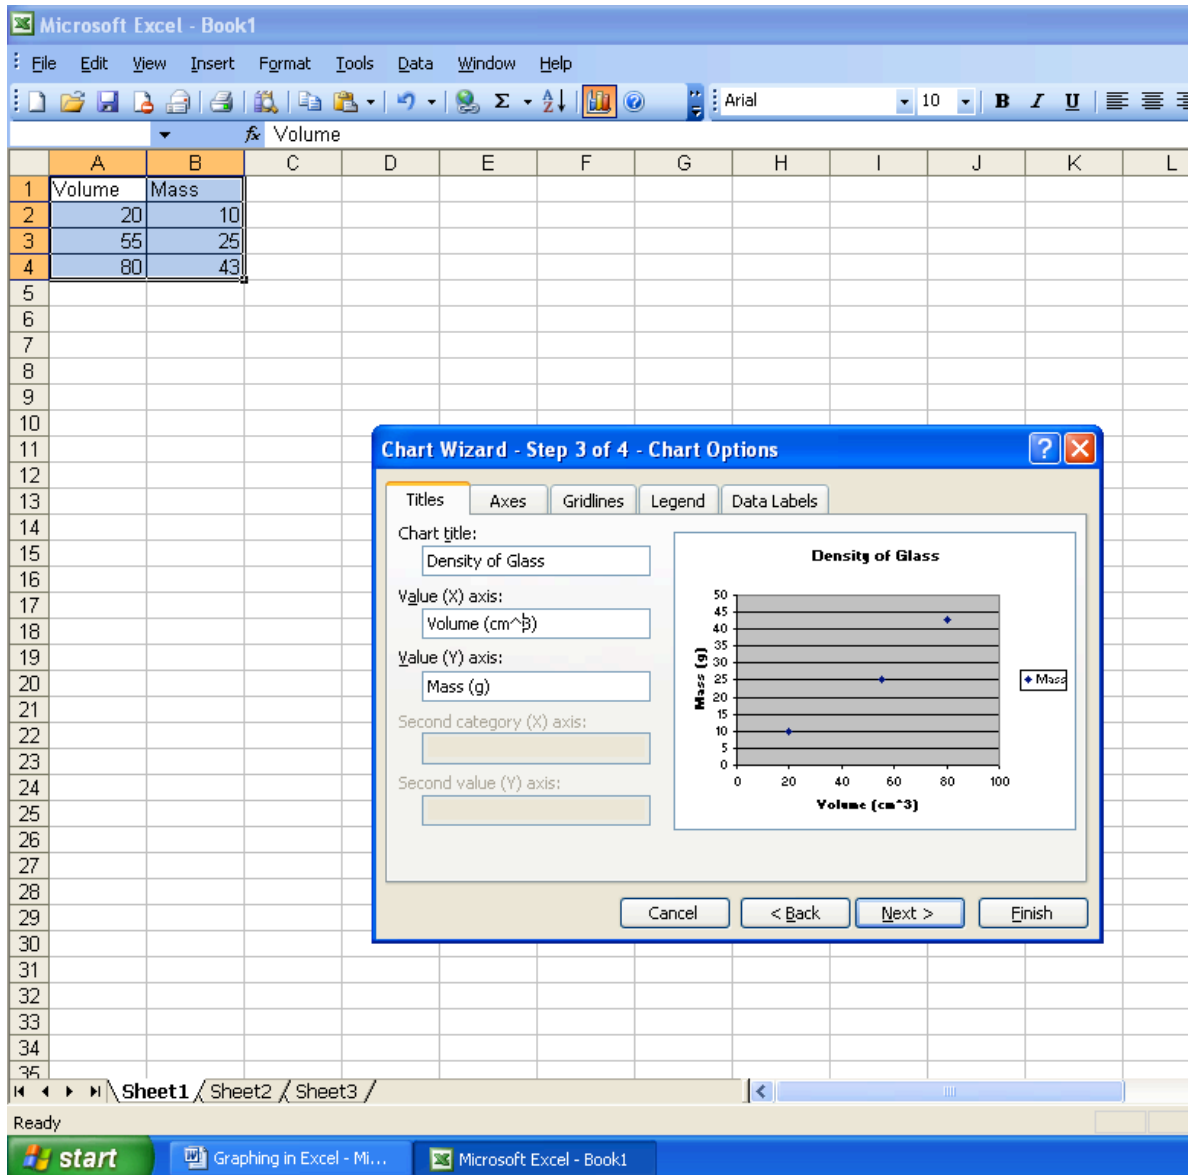 Microsoft Excel - Book1
File Edit View Insert Format Tools Data Window Help
Arial 10 B I U
fx Volume
A B C D E F G H I J K L
1 Volume Mass
2 20 10
3 55 25
4 80 43
5
6
7
8
9
10
11
12
13
14
15
16
17
18
19
20
21
22
23
24
25
26
27
28
29
30
31
32
33
34
35
Chart Wizard - Step 3 of 4 - Chart Options
Titles Axes Gridlines Legend Data Labels
Chart title:
Density of Glass
Value (X) axis:
Volume (cm^3)
Value (Y) axis:
Mass (g)
Second category (X) axis:
Second value (Y) axis:
Density of Glass
50
45
40
35
30
25
20
15
10
5
0
Mass (g)
0 20 40 60 80 100
Volume (cm^3)
Mass
Cancel < Back Next > Finish
Sheet1 / Sheet2 / Sheet3 /
Ready
start Graphing in Excel - Mi... Microsoft Excel - Book1